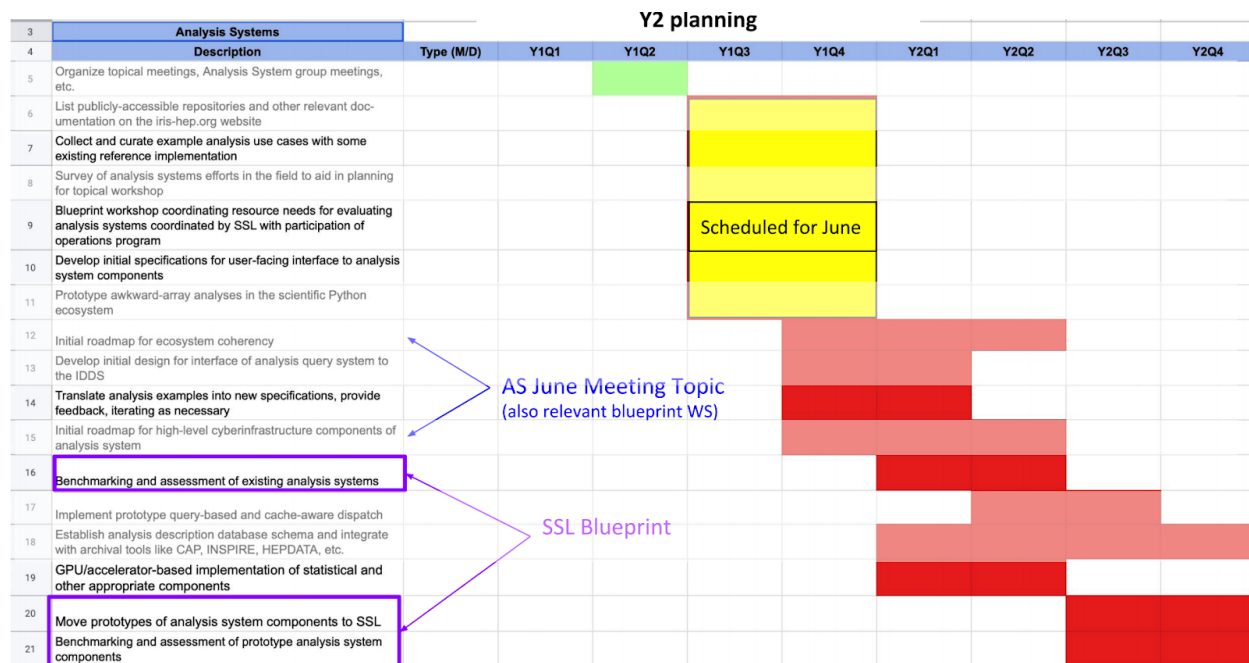 Y2 planning
3 Analysis Systems
4 Description Type (M/D) Y1Q1 Y1Q2 Y1Q3 Y1Q4 Y2Q1 Y2Q2 Y2Q3 Y2Q4
5 Organize topical meetings, Analysis System group meetings,
etc.
6 List publicly-accessible repositories and other relevant doc-
umentation on the iris-hep.org website
7 Collect and curate example analysis use cases with some
existing reference implementation
8 Survey of analysis systems efforts in the field to aid in planning
for topical workshop
9 Blueprint workshop coordinating resource needs for evaluating
analysis systems coordinated by SSL with participation of
operations program
Scheduled for June
10 Develop initial specifications for user-facing interface to analysis
system components
11 Prototype awkward-array analyses in the scientific Python
ecosystem
12 Initial roadmap for ecosystem coherency
13 Develop initial design for interface of analysis query system to
the IDDS
14 Translate analysis examples into new specifications, provide
feedback, iterating as necessary
AS June Meeting Topic
(also relevant blueprint WS)
15 Initial roadmap for high-level cyberinfrastructure components of
analysis system
16 Benchmarking and assessment of existing analysis systems
17 Implement prototype query-based and cache-aware dispatch
SSL Blueprint
18 Establish analysis description database schema and integrate
with archival tools like CAP, INSPIRE, HEPDATA, etc.
19 GPU/accelerator-based implementation of statistical and
other appropriate components
20 Move prototypes of analysis system components to SSL
21 Benchmarking and assessment of prototype analysis system
components